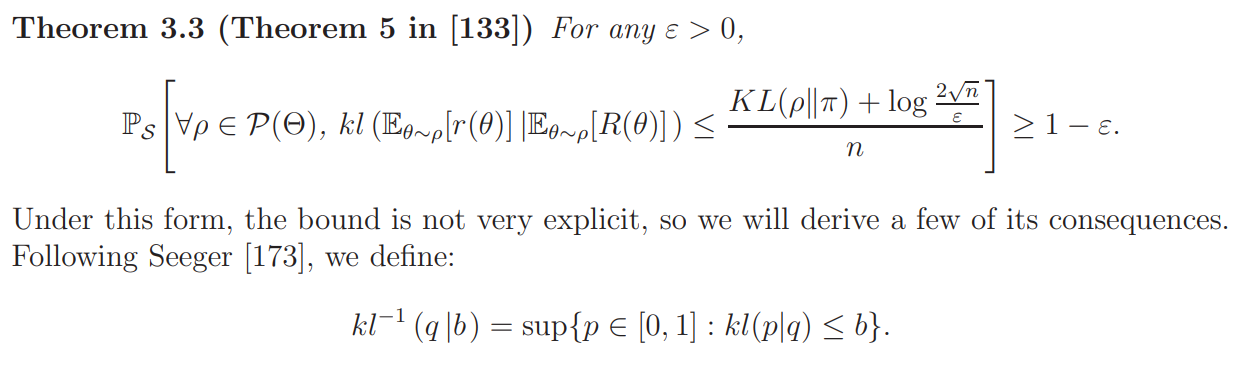 Theorem 3.3 (Theorem 5 in [133]) For any ε > 0,
ℙ_𝒮 [ ∀ρ ∈ 𝒫(Θ), kl (𝔼_{θ∼ρ}[r(θ)] |𝔼_{θ∼ρ}[R(θ)]) ≤ \frac{KL(ρ‖π) + log \frac{2√n}{ε}}{n} ] ≥ 1 − ε.
Under this form, the bound is not very explicit, so we will derive a few of its consequences.
Following Seeger [173], we define:
kl⁻¹ (q |b) = sup{p ∈ [0, 1] : kl(p|q) ≤ b}.